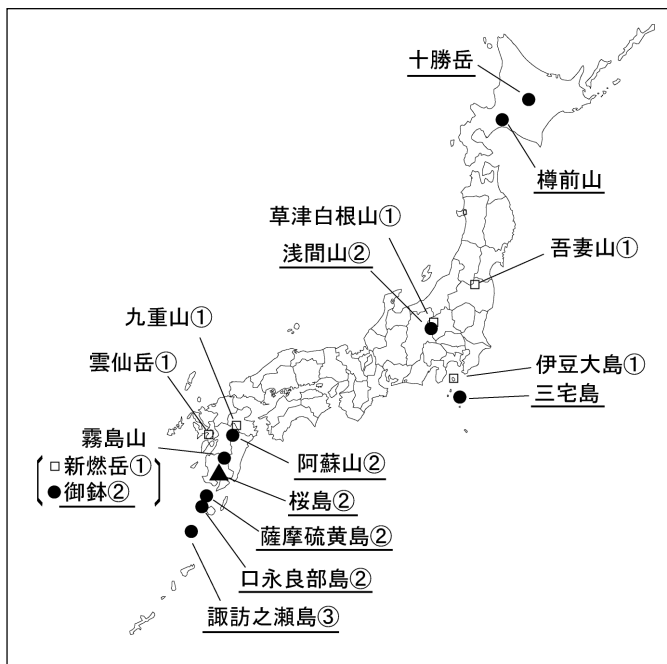 十勝岳
樽前山
草津白根山①
浅間山②
吾妻山①
九重山①
雲仙岳①
伊豆大島①
三宅島
霧島山
新燃岳①
御鉢②
阿蘇山②
桜島②
薩摩硫黄島②
口永良部島②
諏訪之瀬島③